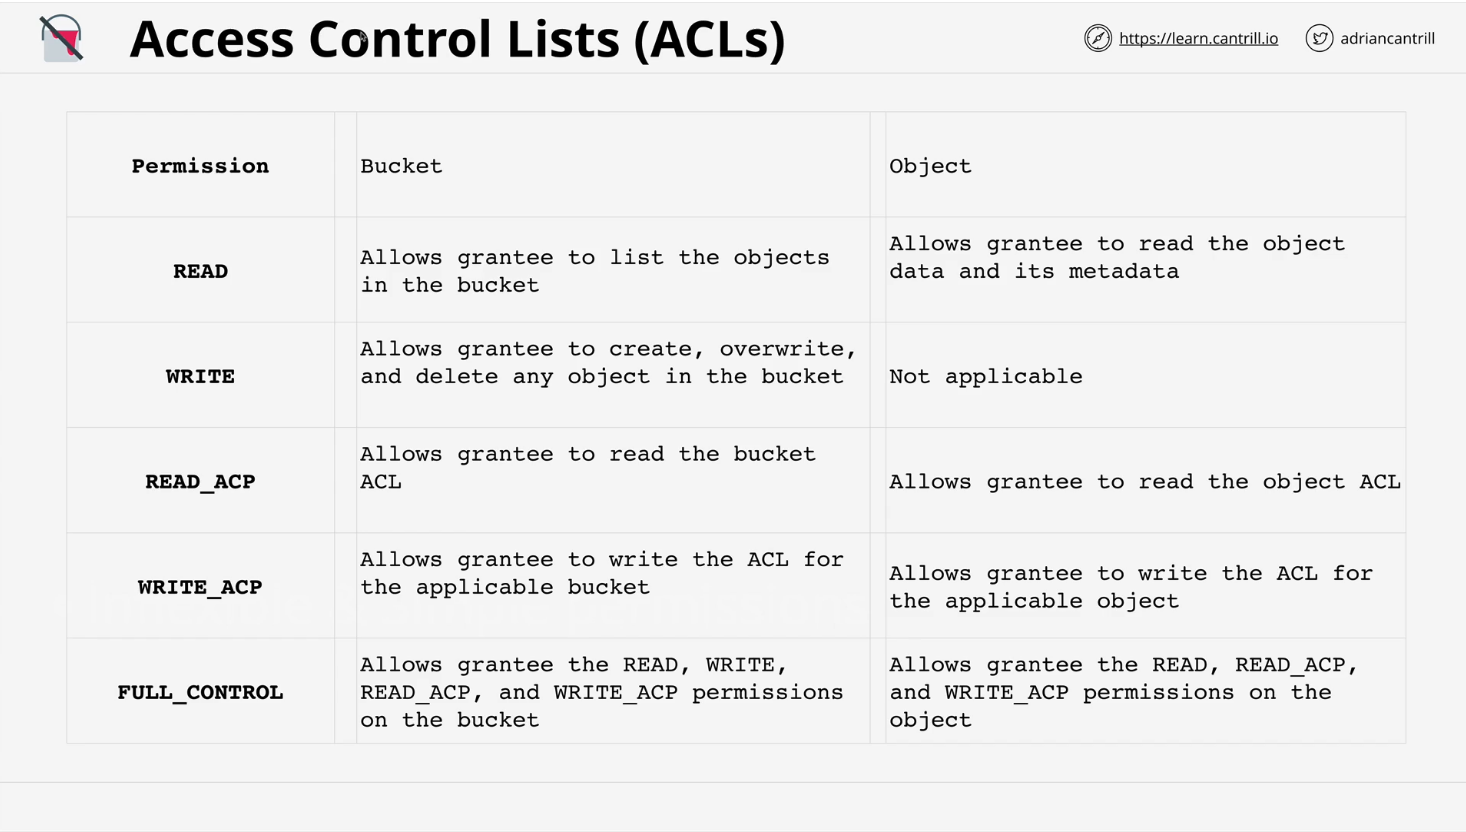 Access Control Lists (ACLs)
https://learn.cantrill.io
adriancantrill
Permission
Bucket
Object
READ
Allows grantee to list the objects
in the bucket
Allows grantee to read the object
data and its metadata
WRITE
Allows grantee to create, overwrite,
and delete any object in the bucket
Not applicable
READ_ACP
Allows grantee to read the bucket
ACL
Allows grantee to read the object ACL
WRITE_ACP
Allows grantee to write the ACL for
the applicable bucket
Allows grantee to write the ACL for
the applicable object
FULL_CONTROL
Allows grantee the READ, WRITE,
READ_ACP, and WRITE_ACP permissions
on the bucket
Allows grantee the READ, READ_ACP,
and WRITE_ACP permissions on the
object